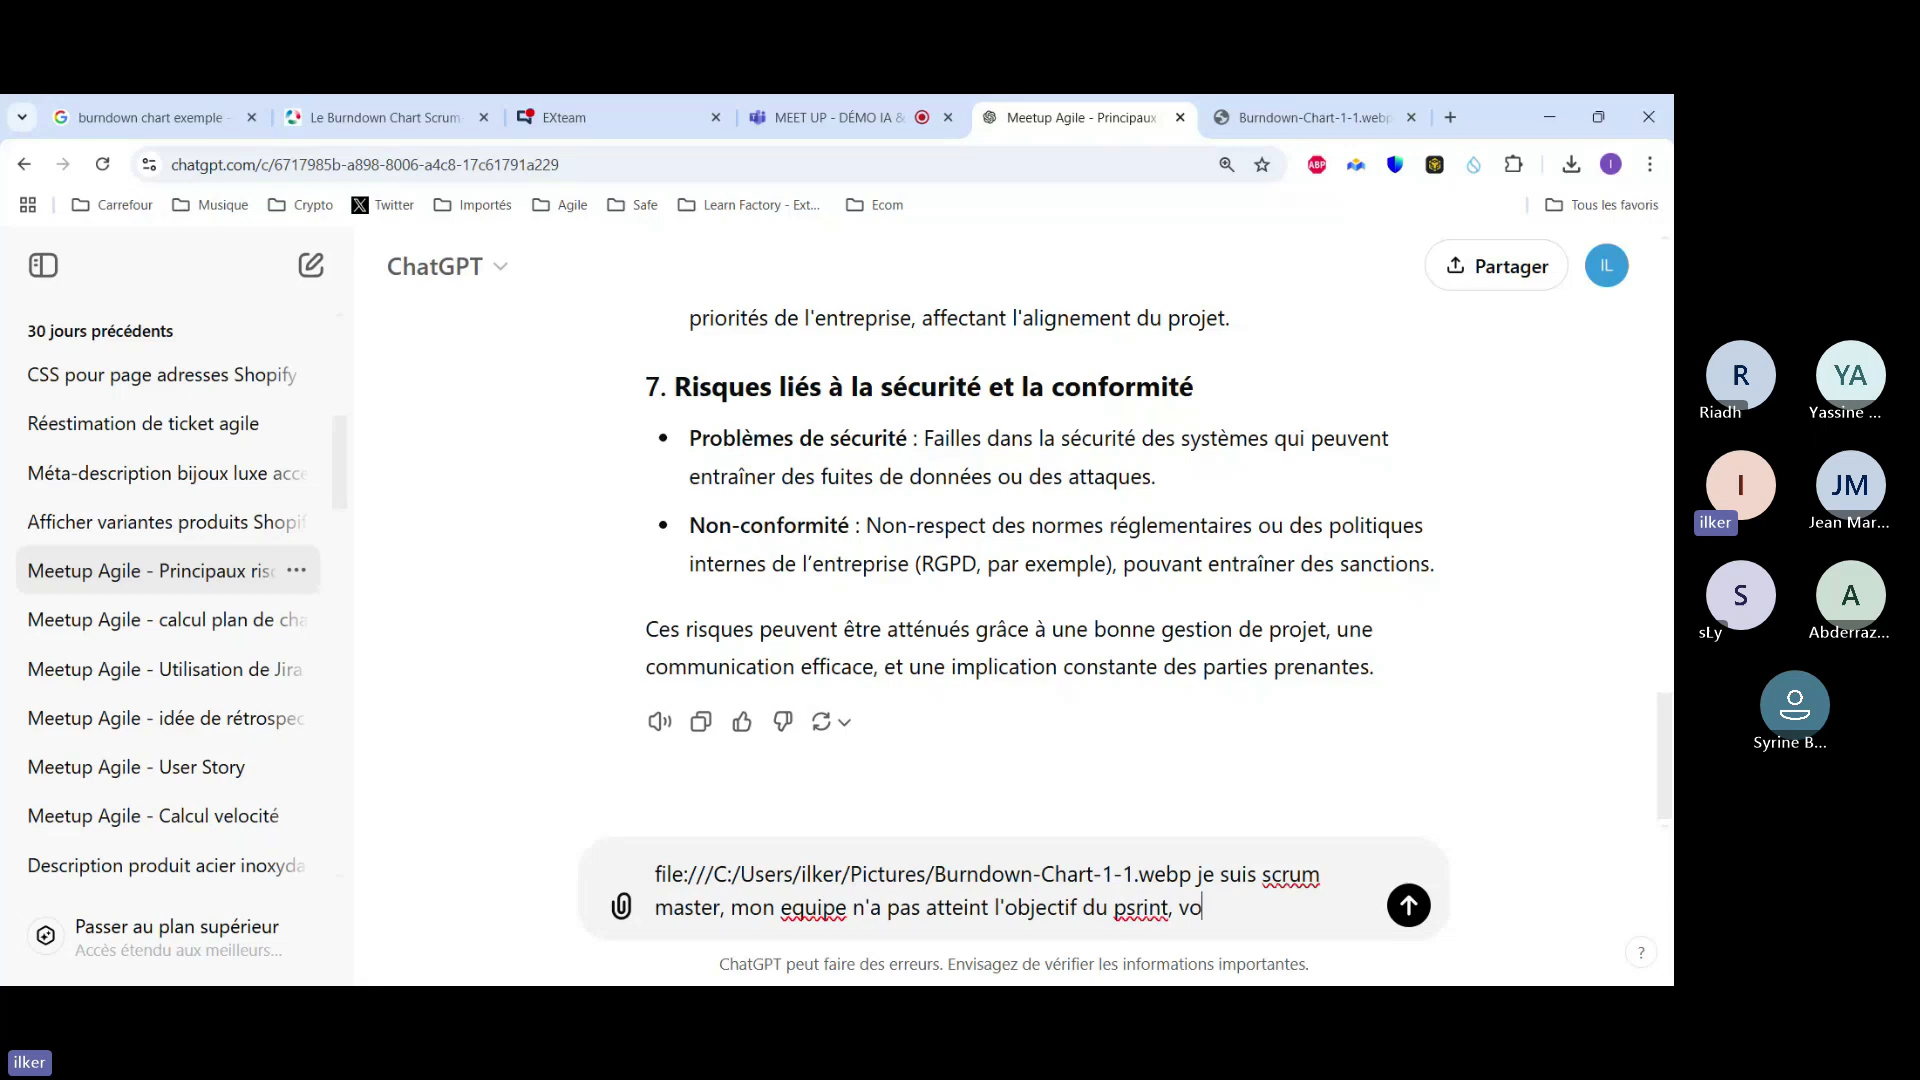 burndown chart exemple -
Le Burndown Chart Scrum
EXteam
MEET UP - DÉMO IA &
Meetup Agile - Principaux
Burndown-Chart-1-1.webp
chatgpt.com/c/6717985b-a898-8006-a4c8-17c61791a229
ABP
I
Carrefour
Musique
Crypto
Twitter
Importés
Agile
Safe
Learn Factory - Ext...
Ecom
Tous les favoris
ChatGPT
Partager
IL
30 jours précédents
CSS pour page adresses Shopify
Réestimation de ticket agile
Méta-description bijoux luxe acce
Afficher variantes produits Shopif
Meetup Agile - Principaux risq
Meetup Agile - calcul plan de cha
Meetup Agile - Utilisation de Jira
Meetup Agile - idée de rétrospec
Meetup Agile - User Story
Meetup Agile - Calcul velocité
Description produit acier inoxyda
Passer au plan supérieur
Accès étendu aux meilleurs...
priorités de l'entreprise, affectant l'alignement du projet.
7. Risques liés à la sécurité et la conformité
Problèmes de sécurité : Failles dans la sécurité des systèmes qui peuvent
entraîner des fuites de données ou des attaques.
Non-conformité : Non-respect des normes réglementaires ou des politiques
internes de l’entreprise (RGPD, par exemple), pouvant entraîner des sanctions.
Ces risques peuvent être atténués grâce à une bonne gestion de projet, une
communication efficace, et une implication constante des parties prenantes.
file:///C:/Users/ilker/Pictures/Burndown-Chart-1-1.webp je suis scrum
master, mon equipe n'a pas atteint l'objectif du psrint, vo
ChatGPT peut faire des erreurs. Envisagez de vérifier les informations importantes.
?
R
Riadh
YA
Yassine ...
I
ilker
JM
Jean Mar...
S
sLy
A
Abderraz...
Syrine B...
ilker